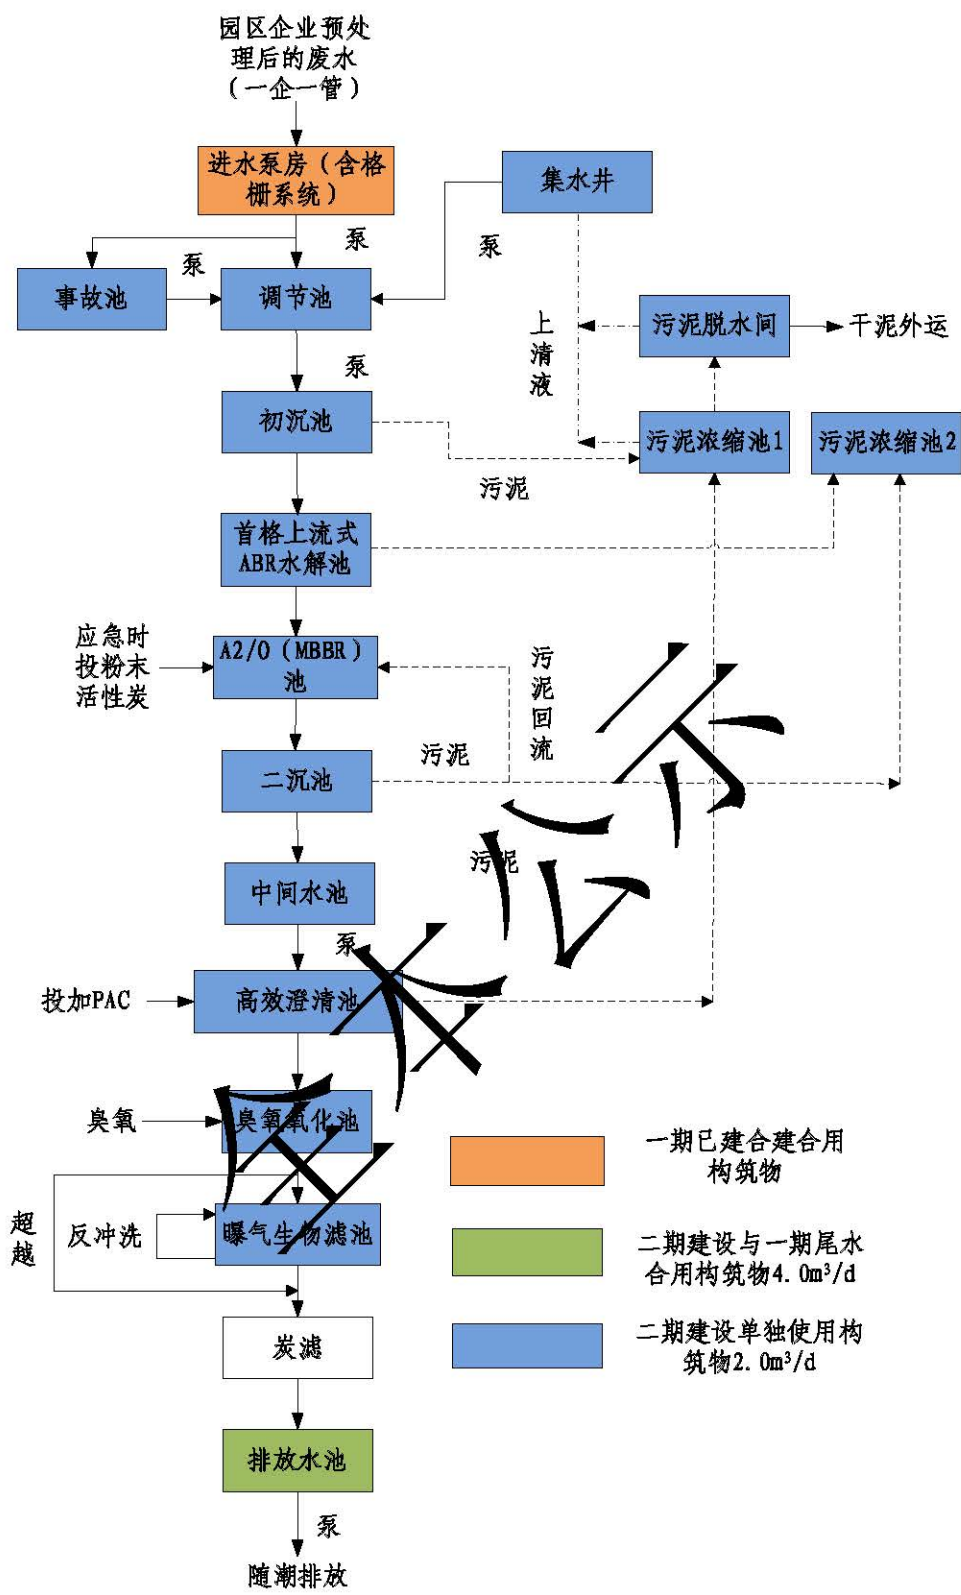 园区企业预处
理后的废水
（一企一管）
进水泵房（含格
栅系统）
集水井
泵
泵
泵
事故池
调节池
上
清
液
污泥脱水间
干泥外运
泵
初沉池
污泥浓缩池1
污泥浓缩池2
污泥
首格上流式
ABR水解池
应急时
投粉末
活性炭
A2/O（MBBR）
池
污
泥
回
流
污泥
二沉池
污泥
中间水池
泵
投加PAC
高效澄清池
臭氧
臭氧氧化池
超
越
反冲洗
曝气生物滤池
炭滤
排放水池
泵
随潮排放
一期已建合建合用
构筑物
二期建设与一期尾水
合用构筑物4.0m³/d
二期建设单独使用构
筑物2.0m³/d
全本公示